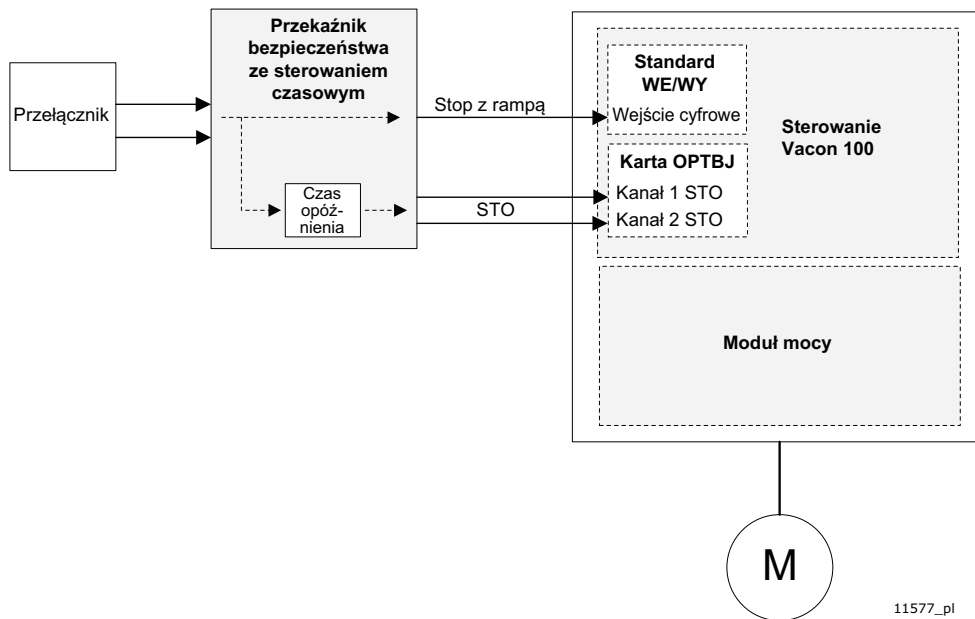 Przełącznik
Przekaźnik
bezpieczeństwa
ze sterowaniem
czasowym
Czas
opóź-
nienia
Stop z rampą
STO
Standard
WE/WY
Wejście cyfrowe
Karta OPTBJ
Kanał 1 STO
Kanał 2 STO
Sterowanie
Vacon 100
Moduł mocy
M
11577_pl